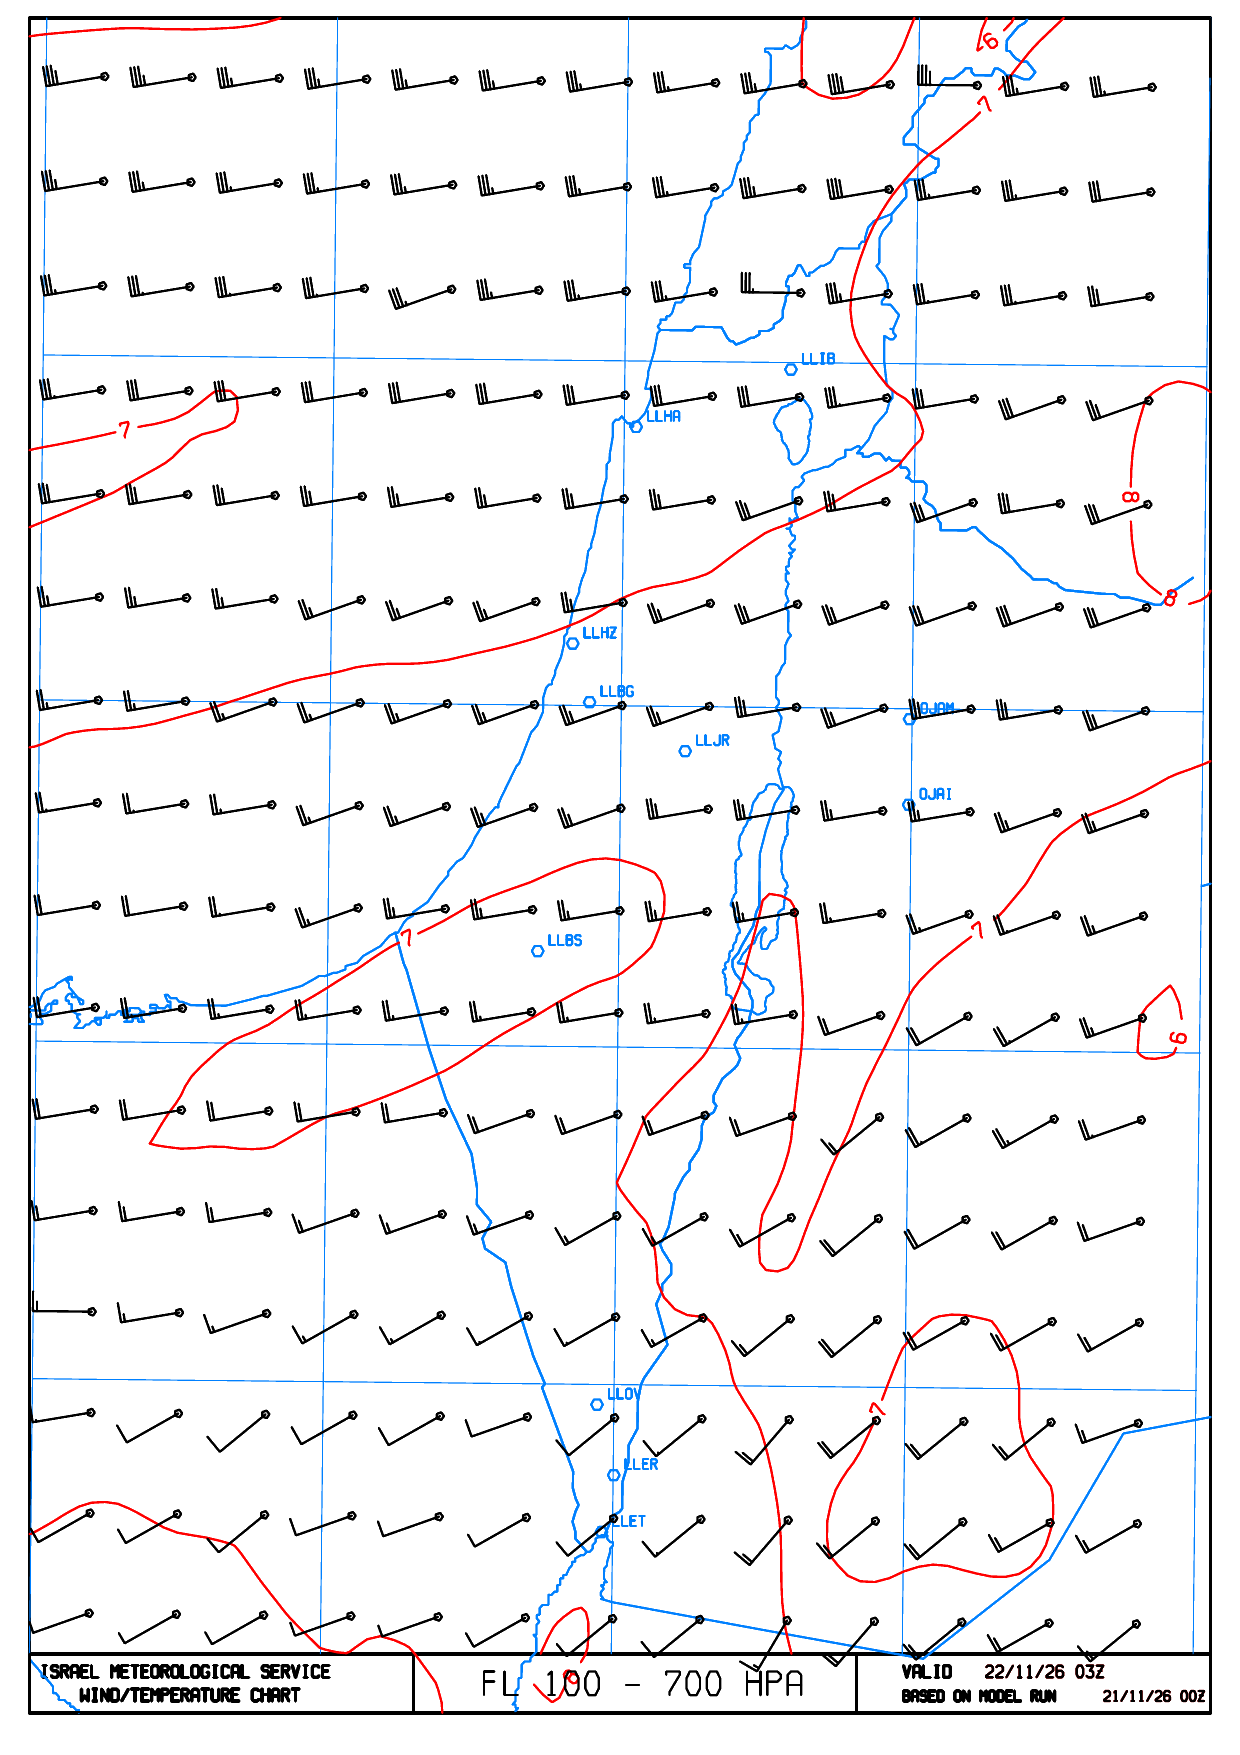 6
7
LLIB
LLHA
7
8
8
LLHZ
LLBG
OJAM
LLJR
OJAI
7
7
LLBS
6
7
LLOV
LLER
LLET
ISRAEL METEOROLOGICAL SERVICE
WIND/TEMPERATURE CHART
FL 100 - 700 HPA
VALID 22/11/26 03Z
BASED ON MODEL RUN 21/11/26 00Z